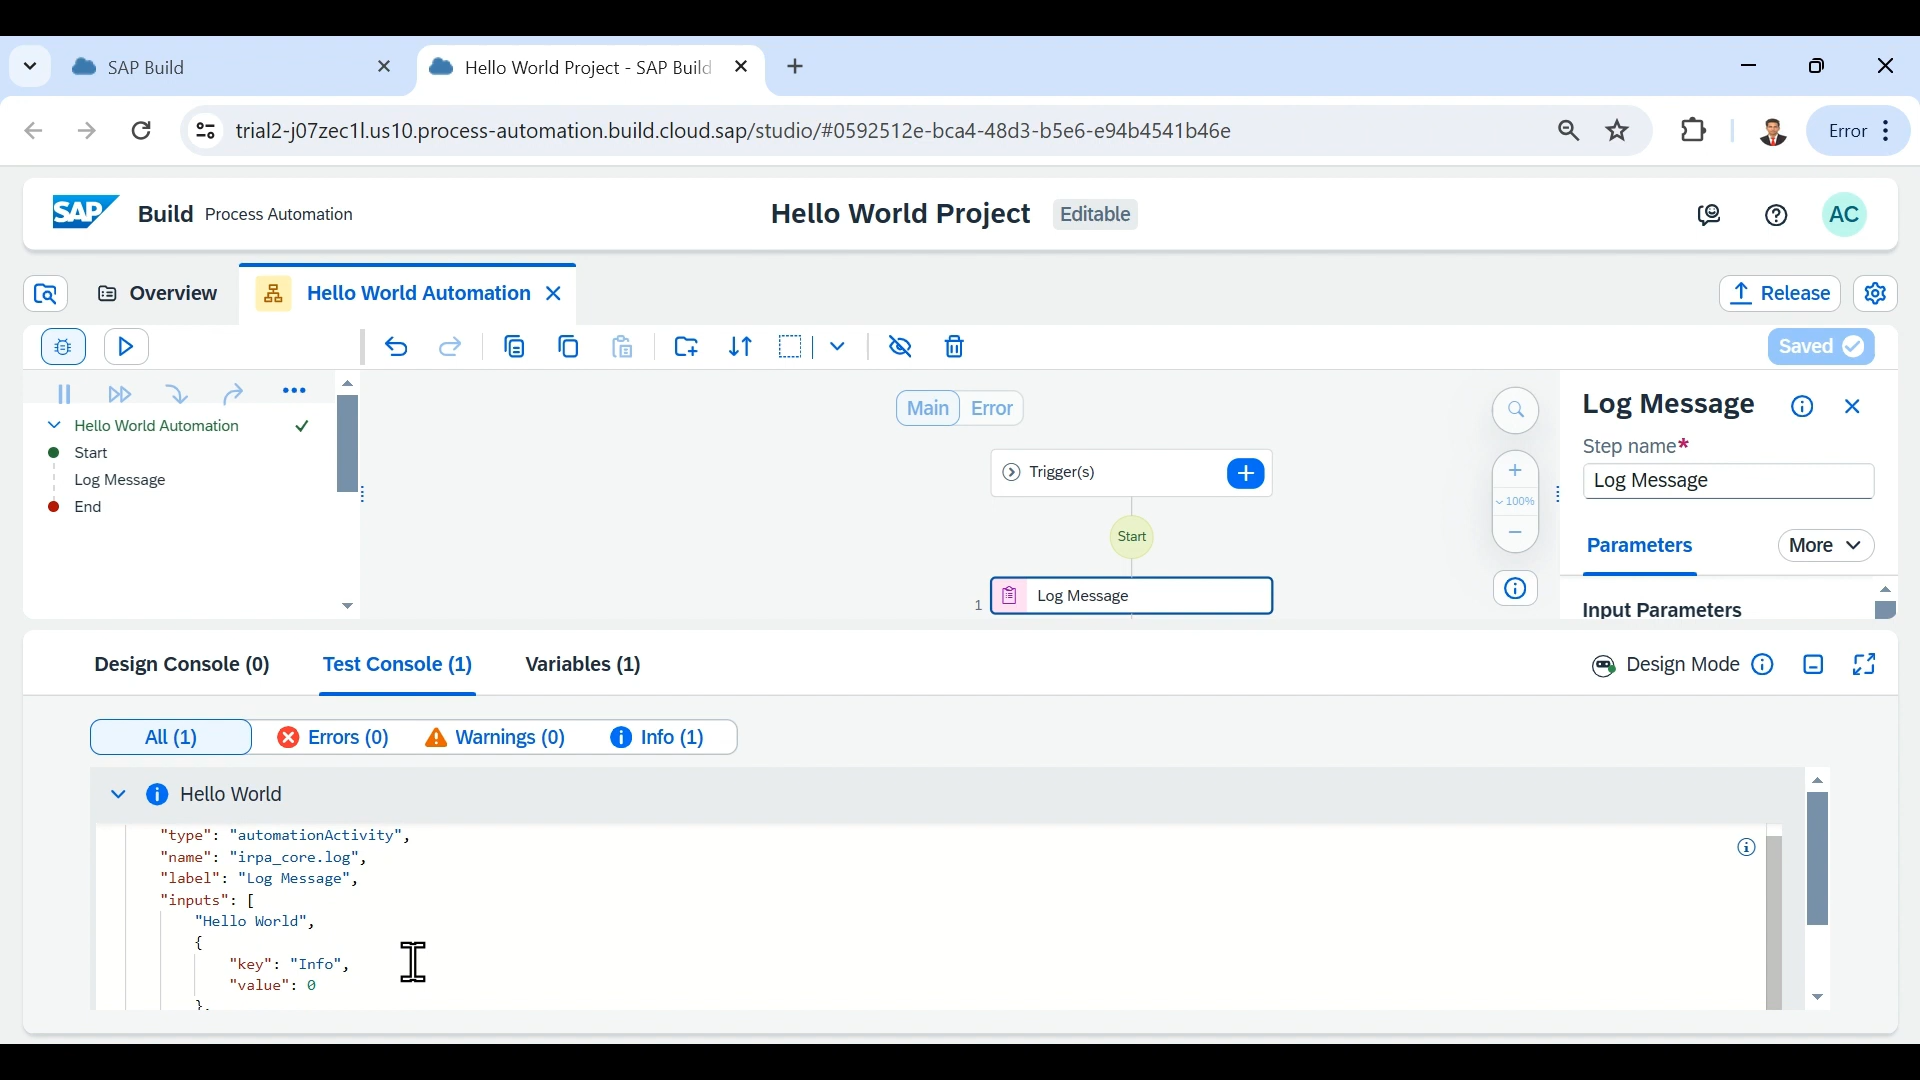 SAP Build
Hello World Project - SAP Build
trial2-j07zec1l.us10.process-automation.build.cloud.sap/studio/#0592512e-bca4-48d3-b5e6-e94b4541b46e
Error
SAP Build Process Automation
Hello World Project Editable
AC
Overview
Hello World Automation
Release
Saved
Hello World Automation
Start
Log Message
End
Main Error
Trigger(s)
Start
1 Log Message
100%
Log Message
Step name*
Log Message
Parameters
More
Input Parameters
Design Console (0)
Test Console (1)
Variables (1)
Design Mode
All (1)
Errors (0)
Warnings (0)
Info (1)
Hello World
"type": "automationActivity",
"name": "irpa_core.log",
"label": "Log Message",
"inputs": [
"Hello World",
{
"key": "Info",
"value": 0
},